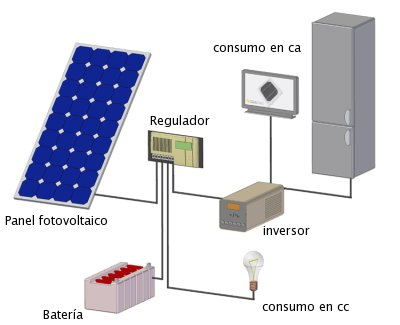 consumo en ca
Regulador
Panel fotovoltaico
inversor
Batería
consumo en cc